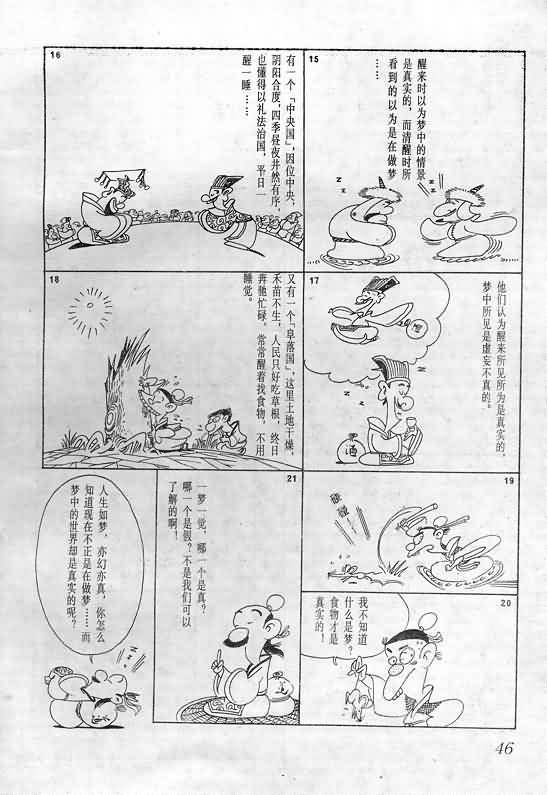 15
醒来时以为梦中的情景
是真实的，而清醒时所
看到的以为是在做梦
……
16
有一个「中央国」，因位中央，
阴阳合度，四季昼夜井然有序，
也懂得以礼法治国，平日一
醒一睡……
17
他们认为醒来所见所为是真实的，
梦中所见是虚妄不真的。
酒
18
又有一个「阜落国」，这里土地干燥，
禾苗不生，人民只好吃草根，终日
奔驰忙碌，常常醒着找食物，不用
睡觉。
19
碰
碰
20
我不知道
什么是梦？
食物才是
真实的！
21
一梦一觉，哪一个是真？
哪一个是假？不是我们可以
了解的啊！
人生如梦，亦幻亦真，你怎么
知道现在不正是在做梦……而
梦中的世界却是真实的呢？
46